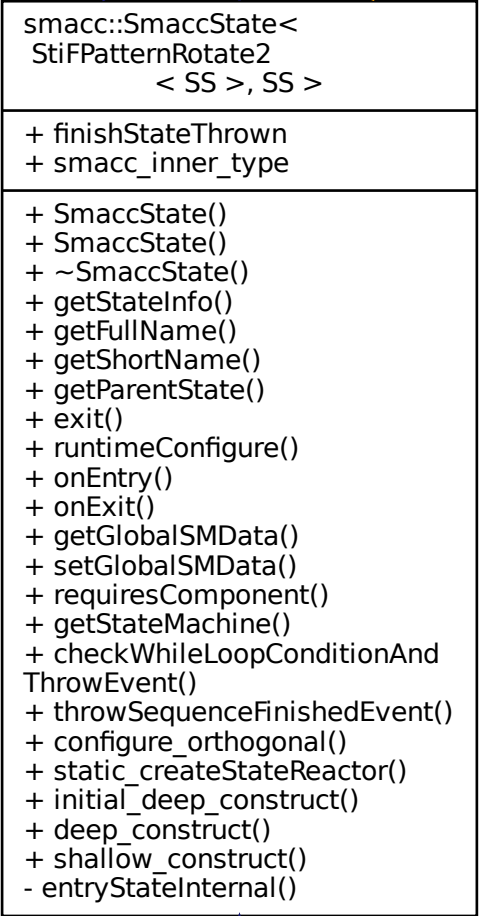 smacc::SmaccState<
StiFPatternRotate2
< SS >, SS >
+ finishStateThrown
+ smacc_inner_type
+ SmaccState()
+ SmaccState()
+ ~SmaccState()
+ getStateInfo()
+ getFullName()
+ getShortName()
+ getParentState()
+ exit()
+ runtimeConfigure()
+ onEntry()
+ onExit()
+ getGlobalSMData()
+ setGlobalSMData()
+ requiresComponent()
+ getStateMachine()
+ checkWhileLoopConditionAnd
ThrowEvent()
+ throwSequenceFinishedEvent()
+ configure_orthogonal()
+ static_createStateReactor()
+ initial_deep_construct()
+ deep_construct()
+ shallow_construct()
- entryStateInternal()